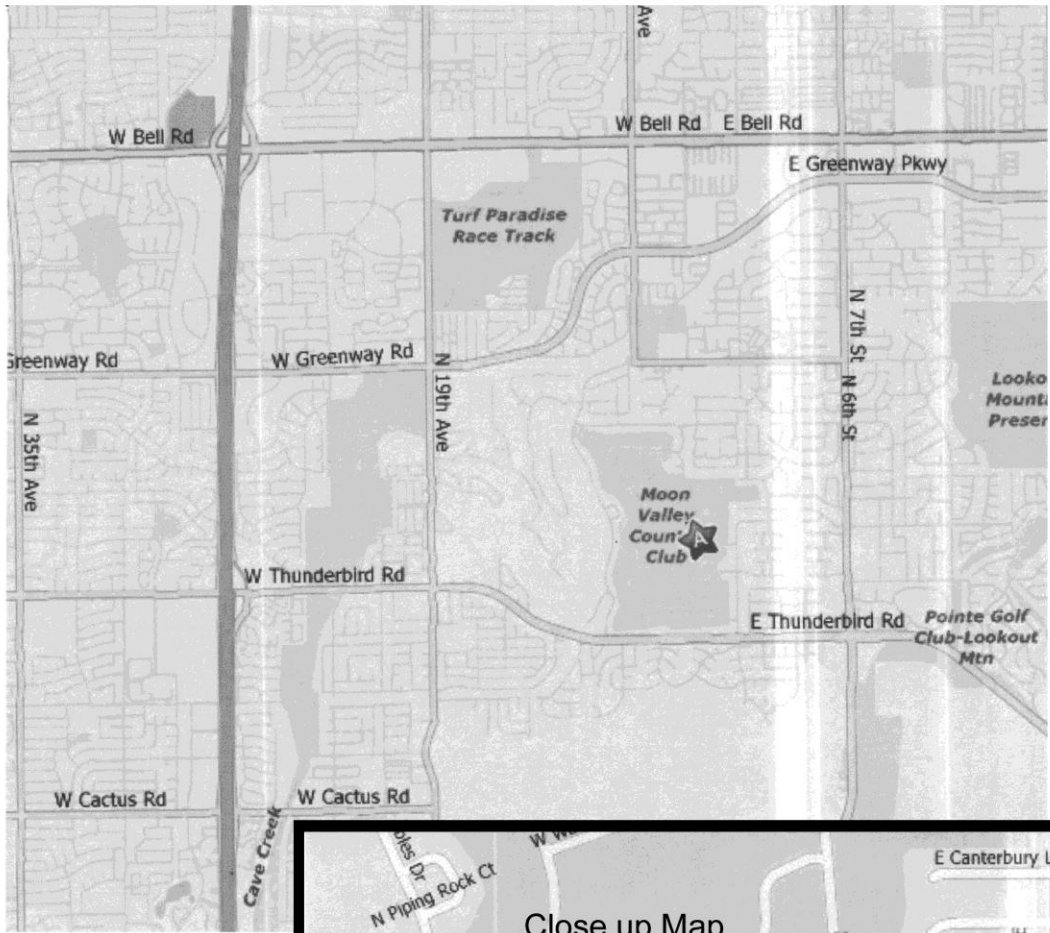 Ave
W Bell Rd
W Bell Rd
E Bell Rd
E Greenway Pkwy
Turf Paradise
Race Track
N 7th St
Greenway Rd
W Greenway Rd
N 19th Ave
N 6th St
N 35th Ave
Moon
Valley
Club
A
W Thunderbird Rd
E Thunderbird Rd
Pointe Golf
Club-Lookout
Mtn
W Cactus Rd
W Cactus Rd
Cave Creek
N Piping Rock Ct
E Canterbury L
Close up Map